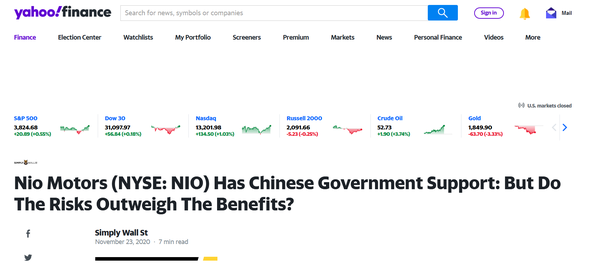 yahoo!finance
Search for news, symbols or companies
Sign in
Mail
Finance Election Center Watchlists My Portfolio Screeners Premium Markets News Personal Finance Videos More
U.S. markets closed
S&P 500 Dow 30 Nasdaq Russell 2000 Crude Oil Gold
3,824.68 31,097.97 13,201.98 2,091.66 52.73 1,849.90
+20.89 (+0.55%) +56.84 (+0.18%) +134.50 (+1.03%) -5.23 (-0.25%) +1.90 (+3.74%) -63.70 (-3.33%)
Nio Motors (NYSE: NIO) Has Chinese Government Support: But Do
The Risks Outweigh The Benefits?
Simply Wall St
November 23, 2020 · 7 min read